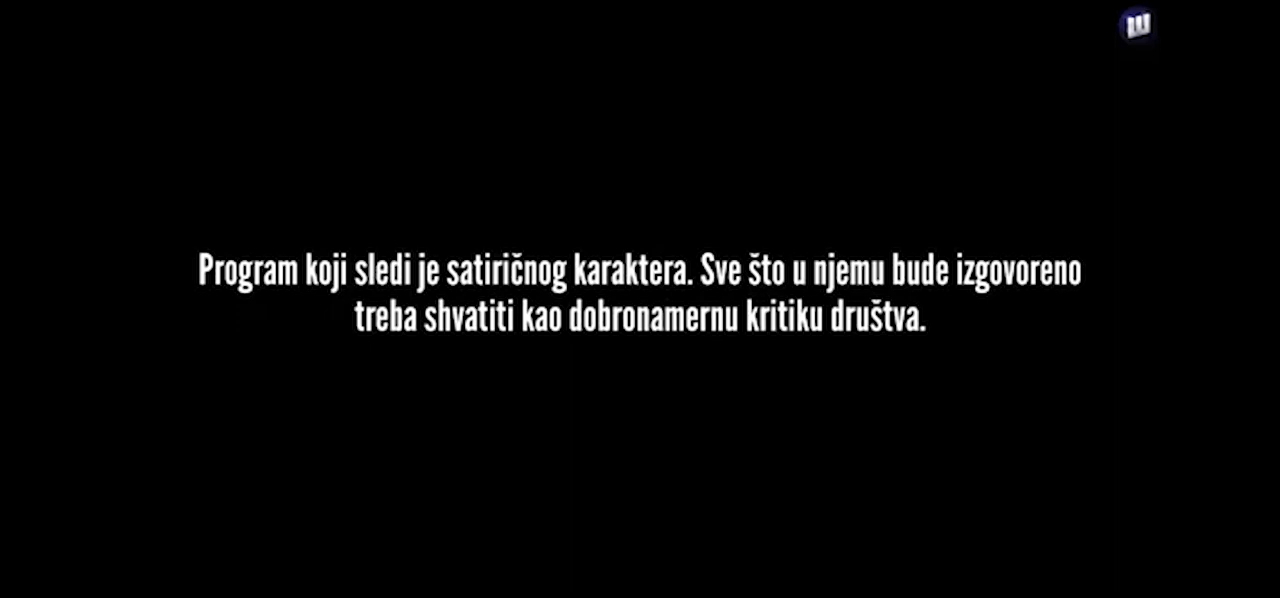 Program koji sledi je satiričnog karaktera. Sve što u njemu bude izgovoreno
treba shvatiti kao dobronamernu kritiku društva.